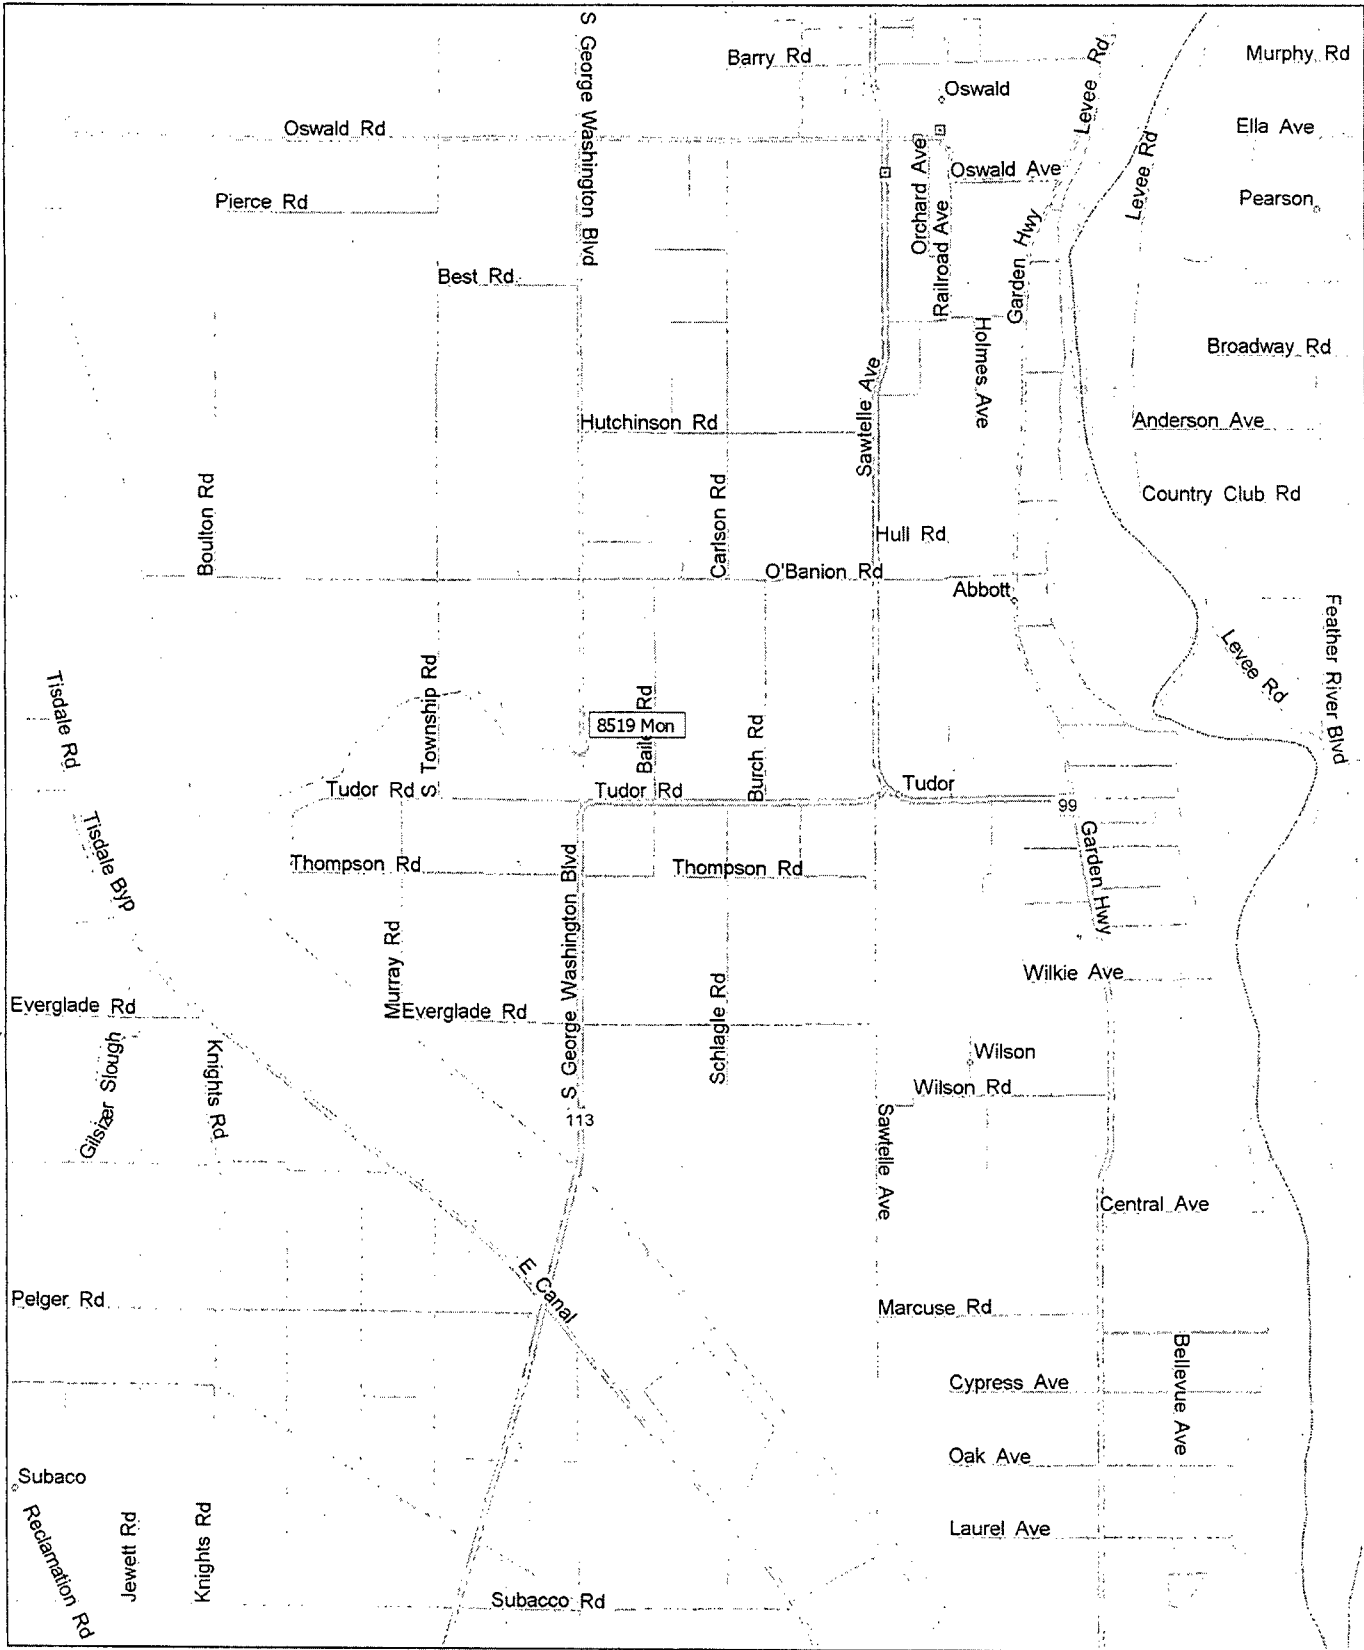 S George Washington Blvd
Barry Rd
Levee Rd
Murphy Rd
Oswald
Oswald Rd
Ella Ave
Levee Rd
Orchard Ave
Oswald Ave
Pierce Rd
Pearson
Railroad Ave
Garden Hwy
Best Rd
Holmes Ave
Broadway Rd
Sawtelle Ave
Hutchinson Rd
Anderson Ave
Boulton Rd
Carlson Rd
Country Club Rd
Hull Rd
O'Banion Rd
Abbott
Feather River Blvd
Levee Rd
Tisdale Rd
S Township Rd
8519 Mon
Rd
Burch Rd
Tudor Rd
Tudor Rd
Tudor
99
Tisdale Byp
Garden Hwy
Thompson Rd
Thompson Rd
S George Washington Blvd
Murray Rd
Wilkie Ave
Everglade Rd
Everglade Rd
Schlagle Rd
Gilsizer Slough
Knights Rd
Wilson
Wilson Rd
113
Sawtelle Ave
Central Ave
E Canal
Pelger Rd
Marcuse Rd
Bellevue Ave
Cypress Ave
Oak Ave
Subaco
Reclamation Rd
Jewett Rd
Knights Rd
Laurel Ave
Subacco Rd